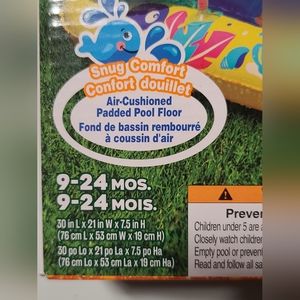 Snug Comfort
Confort douillet
Air-Cushioned
Padded Pool Floor
Fond de bassin rembourré
à coussin d'air
9-24 MOS.
9-24 MOIS.
30 in L x 21 in W x 7.5 in H
(76 cm L x 53 cm W x 19 cm H)
30 po Lo x 21 po La x 7.5 po Ha
(76 cm Lo x 53 cm La x 19 cm Ha)
Preven
Children under 5 are a
Closely watch children
Empty pool or preven
Read and follow all sa